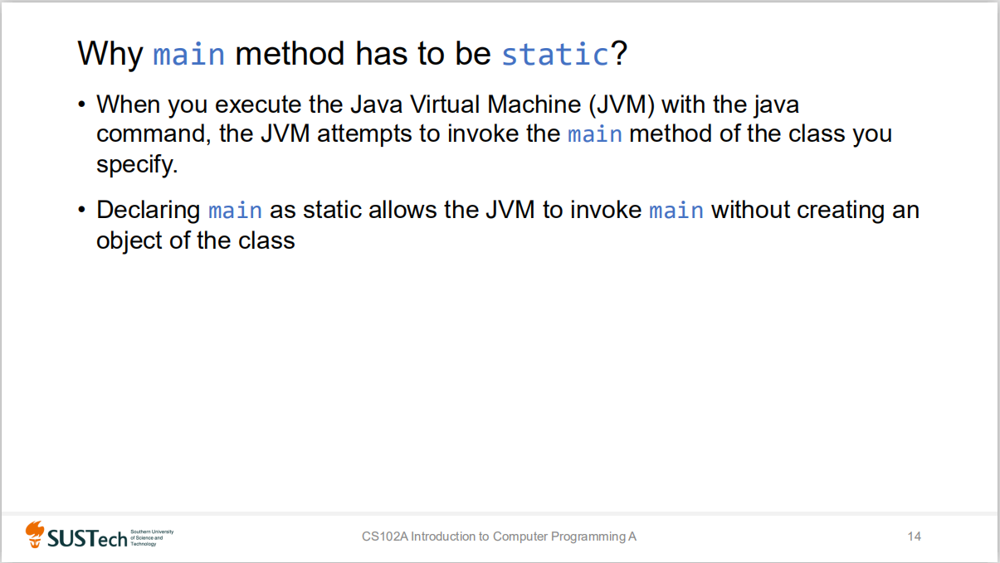 Why main method has to be static?
• When you execute the Java Virtual Machine (JVM) with the java
command, the JVM attempts to invoke the main method of the class you
specify.
• Declaring main as static allows the JVM to invoke main without creating an
object of the class
SUSTech
Southern University
of Science and
Technology
CS102A Introduction to Computer Programming A
14